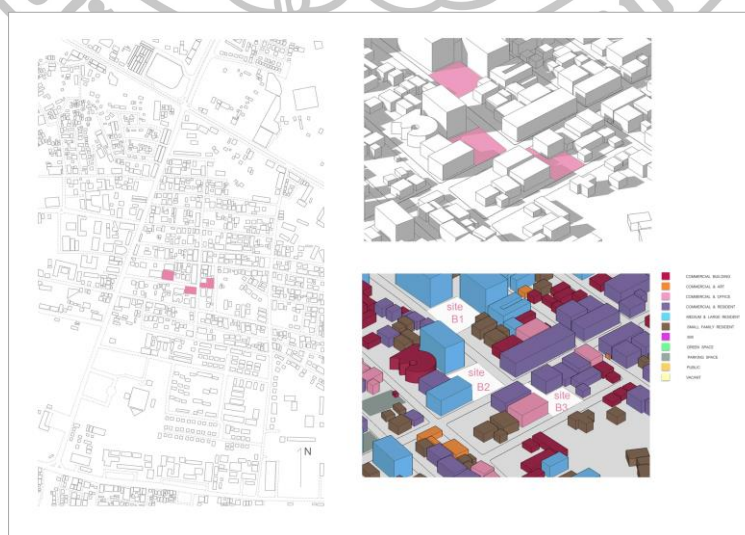 N
site
B1
site
B2
site
B3
COMMERCIAL BUILDING
COMMERCIAL & ART
COMMERCIAL & OFFICE
COMMERCIAL & RESIDENT
MEDIUM & LARGE RESIDENT
SMALL FAMILY RESIDENT
GREEN SPACE
PARKING SPACE
PUBLIC
VACANT